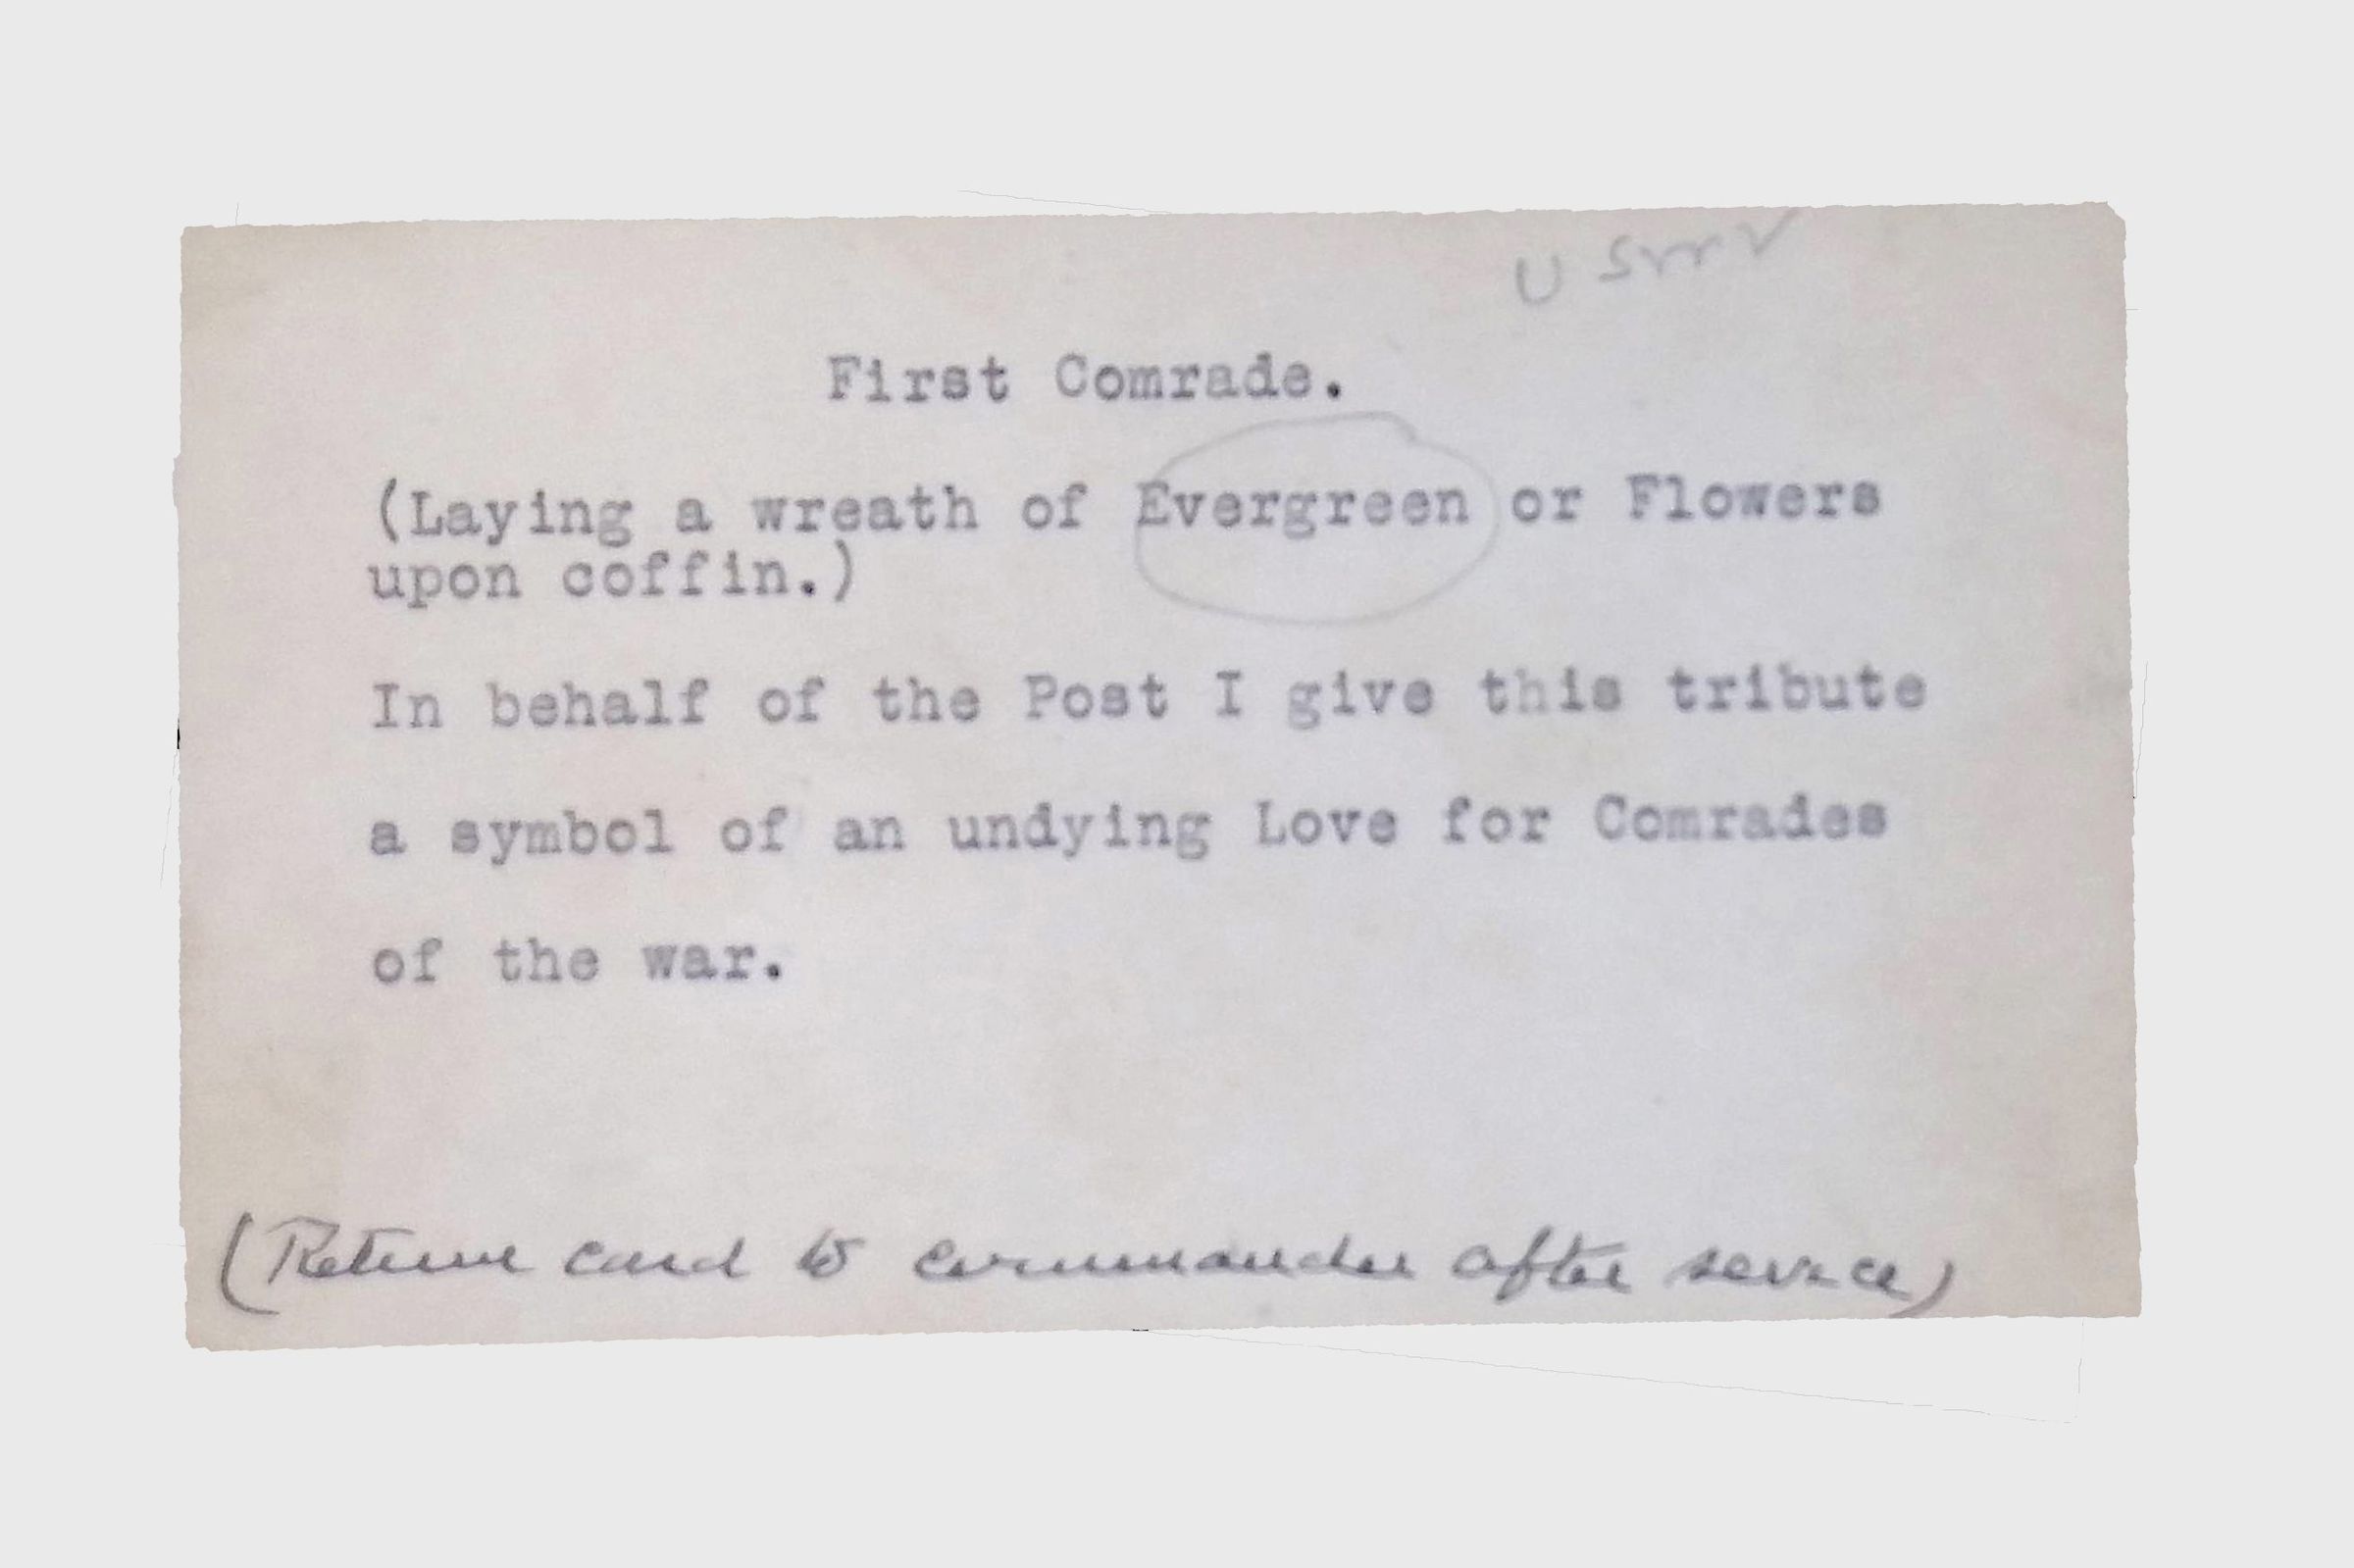 First Comrade.
(Laying a wreath of Evergreen or Flowers
upon coffin.)
In behalf of the Post I give this tribute
a symbol of an undying Love for Comrades
of the war.
(Return card to commander after service)